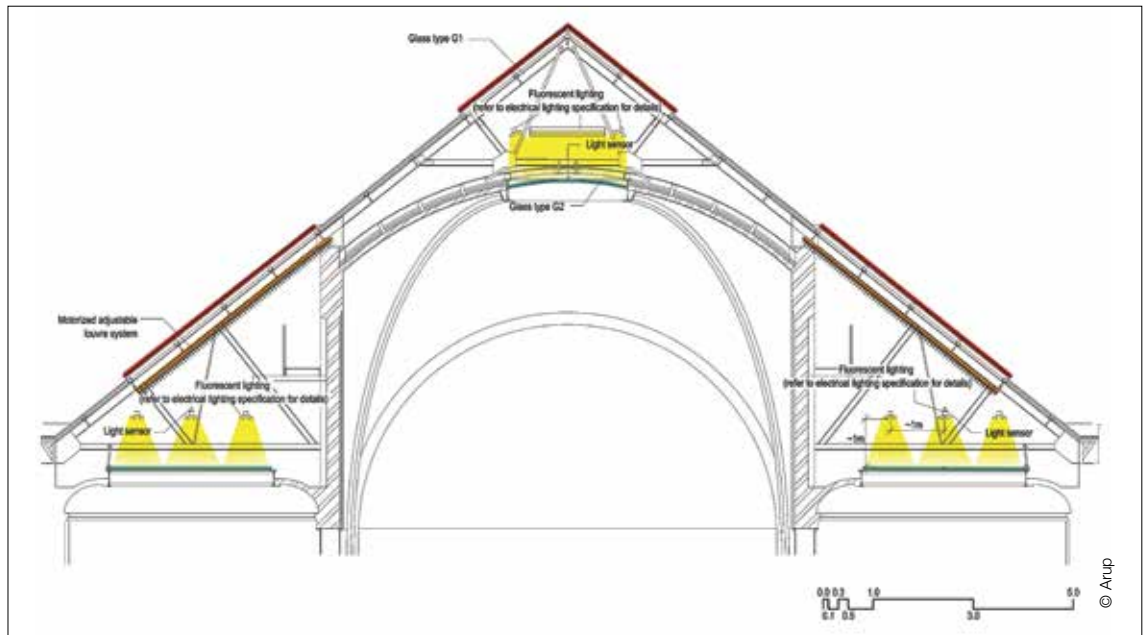 Glass type G1
Fluorescent lighting
(refer to electrical lighting specification for details)
Light sensor
Glass type G2
Motorized adjustable
louvre system
Fluorescent lighting
(refer to electrical lighting specification for details)
Light sensor
Fluorescent lighting
(refer to electrical lighting specification for details)
~1m
~1m
Light sensor
0.0 0.3 1.0 5.0
0.1 0.5 3.0
© Arup